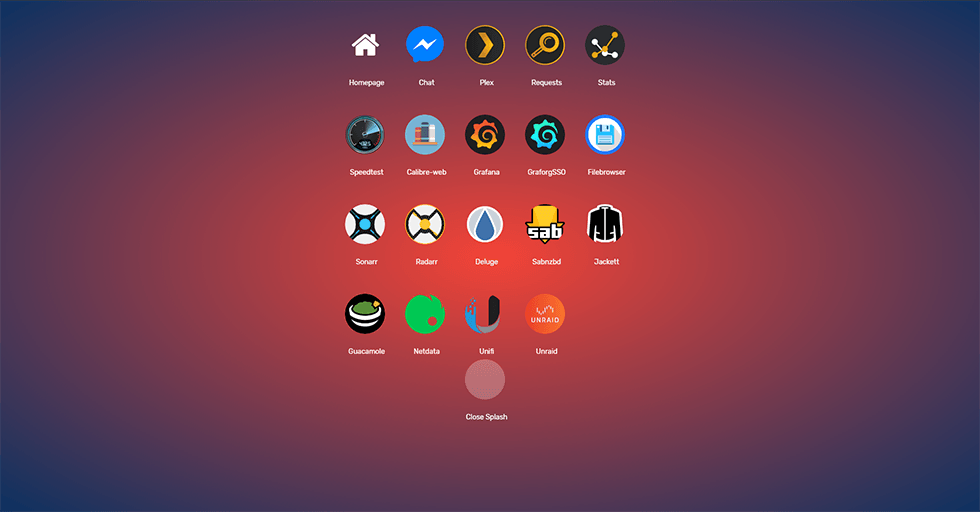 Homepage Chat Plex Requests Stats
Speedtest Calibre-web Grafana GraforgSSO Filebrowser
sab
Sonarr Radarr Deluge Sabnzbd Jackett
UNRAID
Guacamole Netdata Unifi Unraid
Close Splash